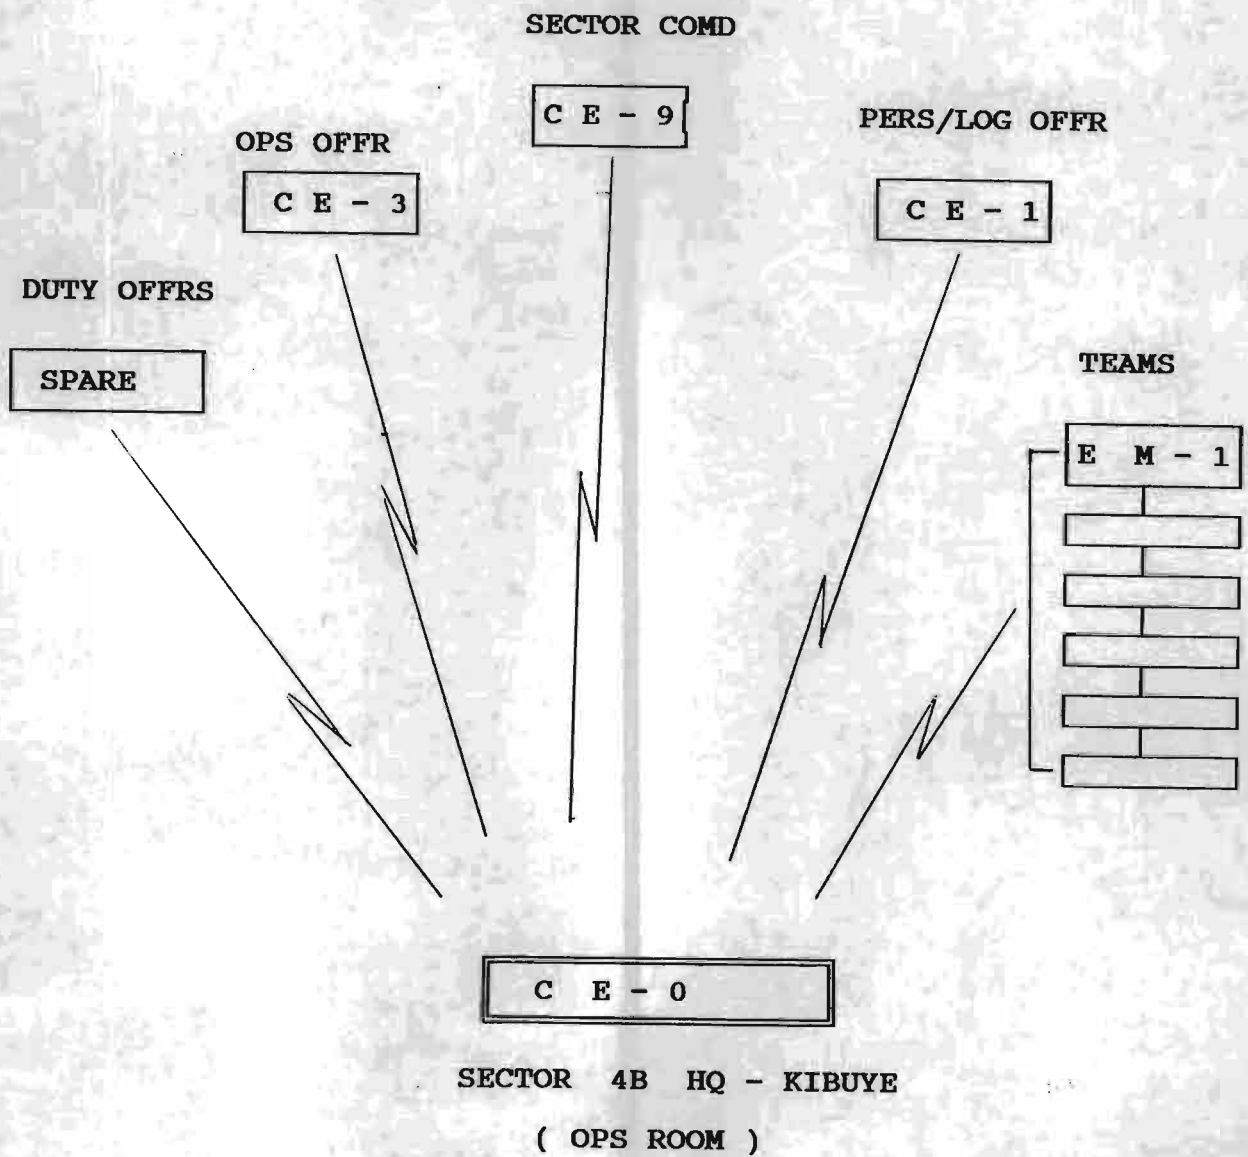 SECTOR COMD
C E - 9
PERS/LOG OFFR
OPS OFFR
C E - 3
C E - 1
DUTY OFFRS
SPARE
TEAMS
E M - 1
C E - 0
SECTOR 4B HQ - KIBUYE
( OPS ROOM )